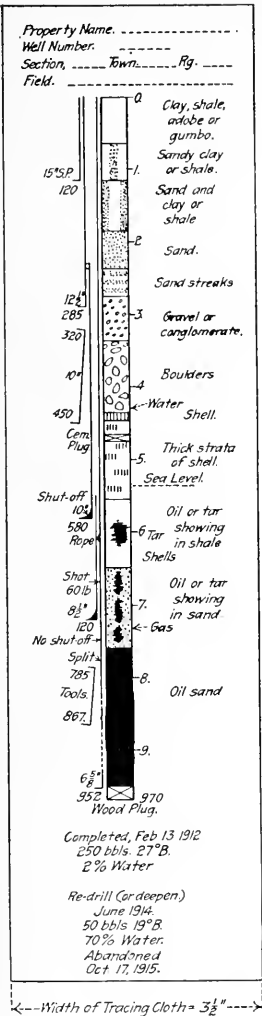 Property Name.
Well Number.
Section, Town. Rg.
Field.
0.
Clay, shale,
adobe or
gumbo.
Sandy clay
or shale.
15" S.P.
1.
120
Sand and
clay or
shale
2
Sand.
Sand streaks
12½"
285
3
Gravel or
conglomerate.
320
10"
4
Boulders
Water
450
Shell.
Cem.
Plug
Thick strata
of shell.
5.
Sea Level.
Shut-off
10"
580
Oil or tar
showing
in shale
6 Tar
Rope
Shells
Shot
60 lb
Oil or tar
showing
in sand.
7.
8½"
120
Gas
No shut-off
Split
785
8.
Tools.
Oil sand
867.
9.
6⅝"
952
970
Wood Plug.
Completed, Feb 13 1912
250 bbls. 27°B.
2% Water
Re-drill (or deepen.)
June 1914.
50 bbls 19°B.
70% Water.
Abandoned
Oct 17, 1915.
Width of Tracing Cloth = 3½"